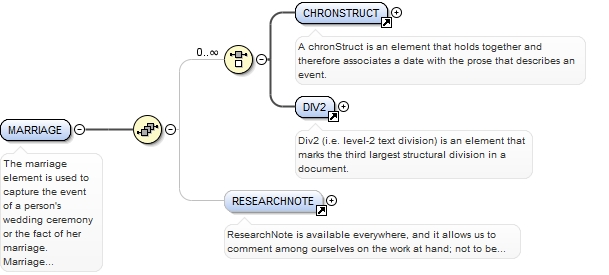 CHRONSTRUCT
A chronStruct is an element that holds together and
therefore associates a date with the prose that describes an
event.
0..∞
DIV2
Div2 (i.e. level-2 text division) is an element that
marks the third largest structural division in a
document.
MARRIAGE
The marriage
element is used to
capture the event
of a person's
wedding ceremony
or the fact of her
marriage.
Marriage...
RESEARCHNOTE
ResearchNote is available everywhere, and it allows us to
comment among ourselves on the work at hand; not to be...